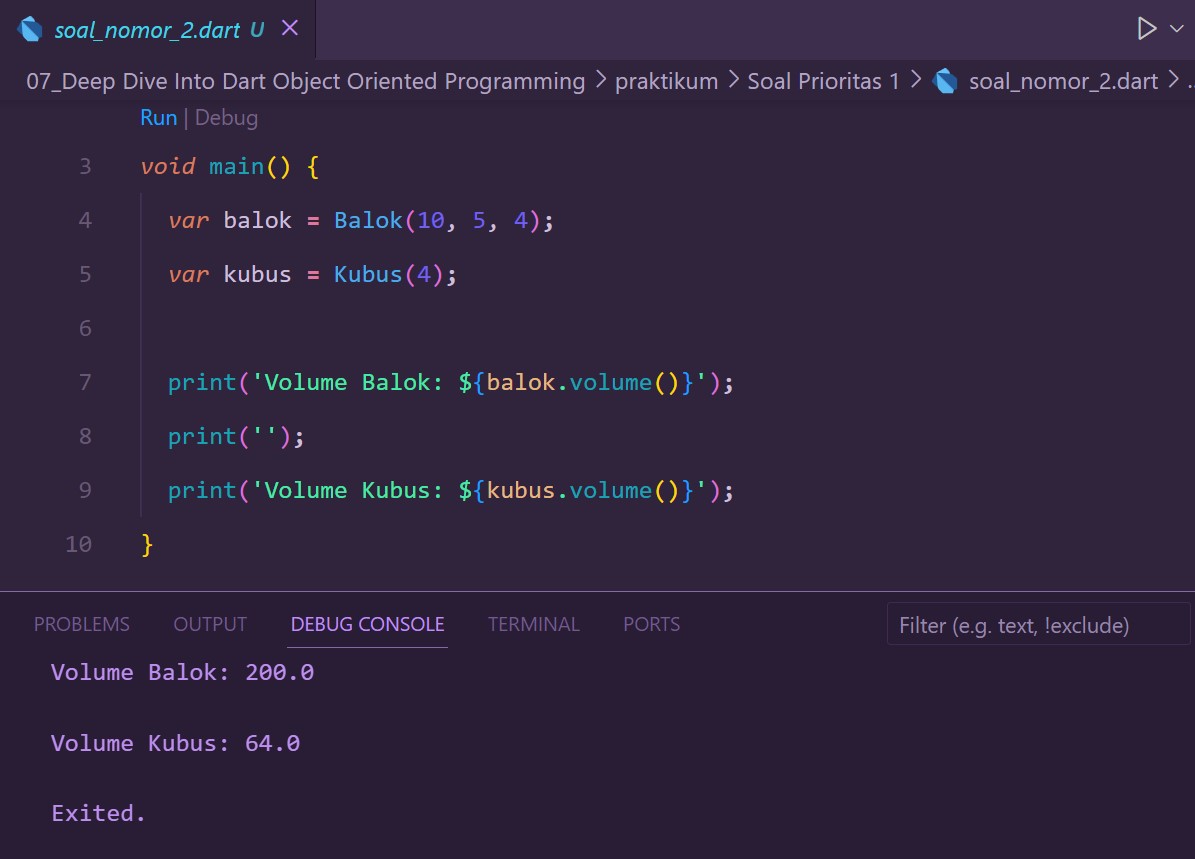 soal_nomor_2.dart U
07_Deep Dive Into Dart Object Oriented Programming > praktikum > Soal Prioritas 1 > soal_nomor_2.dart > ..
Run | Debug
3 void main() {
4 var balok = Balok(10, 5, 4);
5 var kubus = Kubus(4);
6
7 print('Volume Balok: ${balok.volume()}');
8 print('');
9 print('Volume Kubus: ${kubus.volume()}');
10 }
PROBLEMS OUTPUT DEBUG CONSOLE TERMINAL PORTS Filter (e.g. text, !exclude)
Volume Balok: 200.0
Volume Kubus: 64.0
Exited.